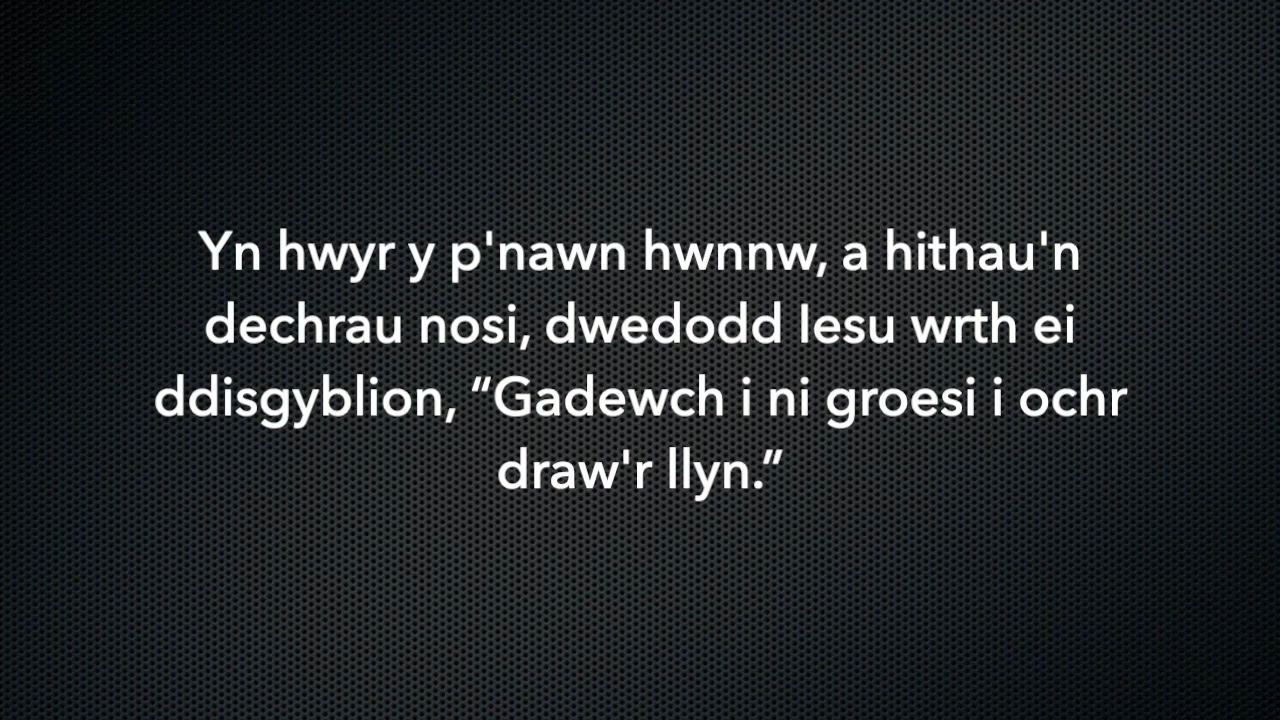 Yn hwyr y p'nawn hwnnw, a hithau'n
dechrau nosi, dwedodd Iesu wrth ei
ddisgyblion, “Gadewch i ni groesi i ochr
draw'r llyn.”